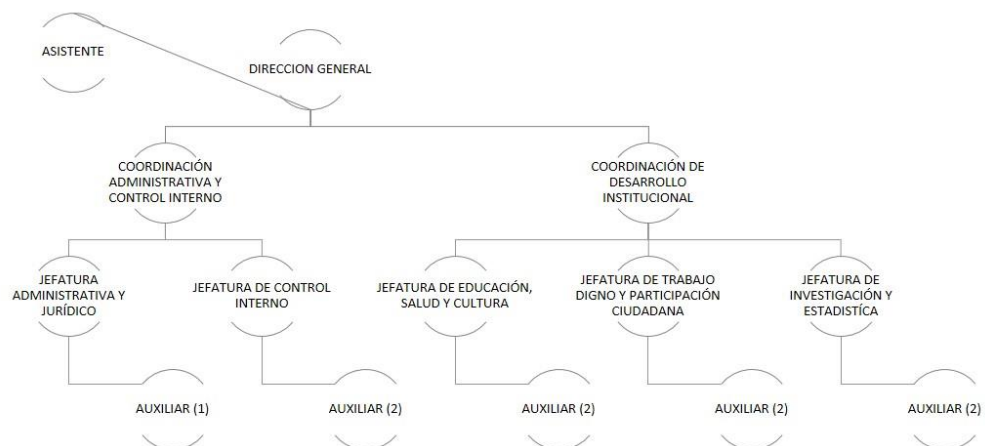 ASISTENTE
DIRECCION GENERAL
COORDINACIÓN
ADMINISTRATIVA Y
CONTROL INTERNO
COORDINACIÓN DE
DESARROLLO
INSTITUCIONAL
JEFATURA
ADMINISTRATIVA Y
JURÍDICO
JEFATURA DE CONTROL
INTERNO
JEFATURA DE EDUCACIÓN,
SALUD Y CULTURA
JEFATURA DE TRABAJO
DIGNO Y PARTICIPACIÓN
CIUDADANA
JEFATURA DE
INVESTIGACIÓN Y
ESTADISTÍCA
AUXILIAR (1)
AUXILIAR (2)
AUXILIAR (2)
AUXILIAR (2)
AUXILIAR (2)